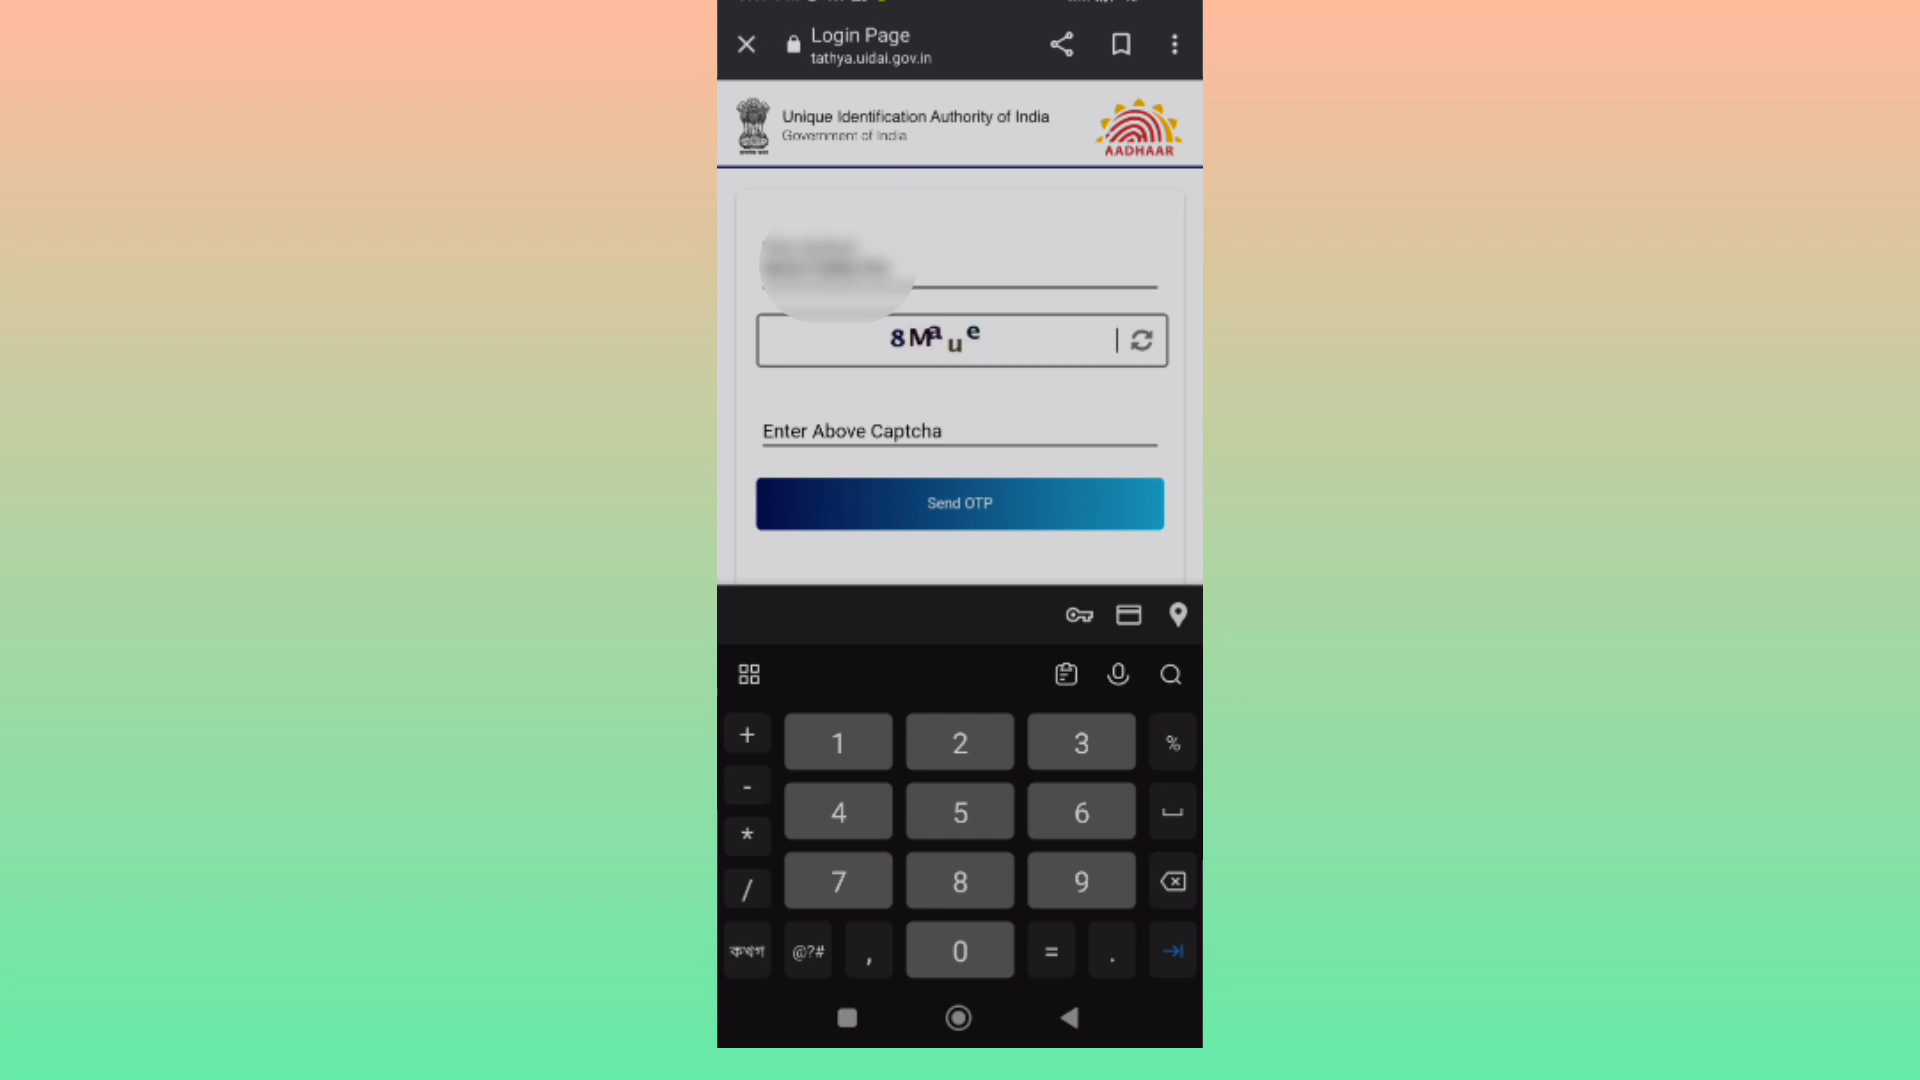 Login Page
tathya.uidai.gov.in
Unique Identification Authority of India
Government of India
AADHAAR
8Maue
Enter Above Captcha
Send OTP
+ 1 2 3 %
- 4 5 6
*
/ 7 8 9
কখগ @?# , 0 = .